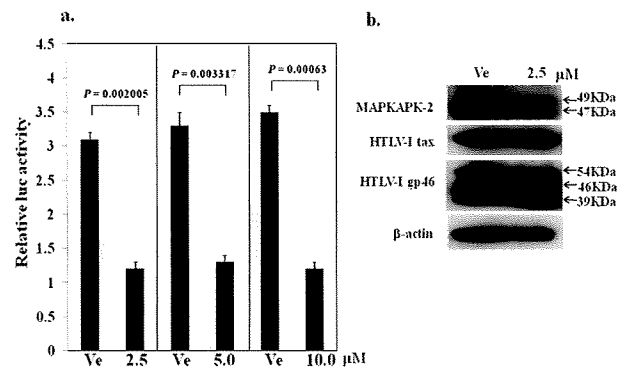 a.
4.5
4
3.5
3
2.5
2
1.5
1
0.5
0
Relative luc activity
P = 0.002005
P = 0.003317
P = 0.00063
Ve 2.5 Ve 5.0 Ve 10.0 µM
b.
Ve 2.5 µM
MAPKAPK-2
←49KDa
←47KDa
HTLV-I tax
HTLV-I gp46
←54KDa
←46KDa
←39KDa
β-actin